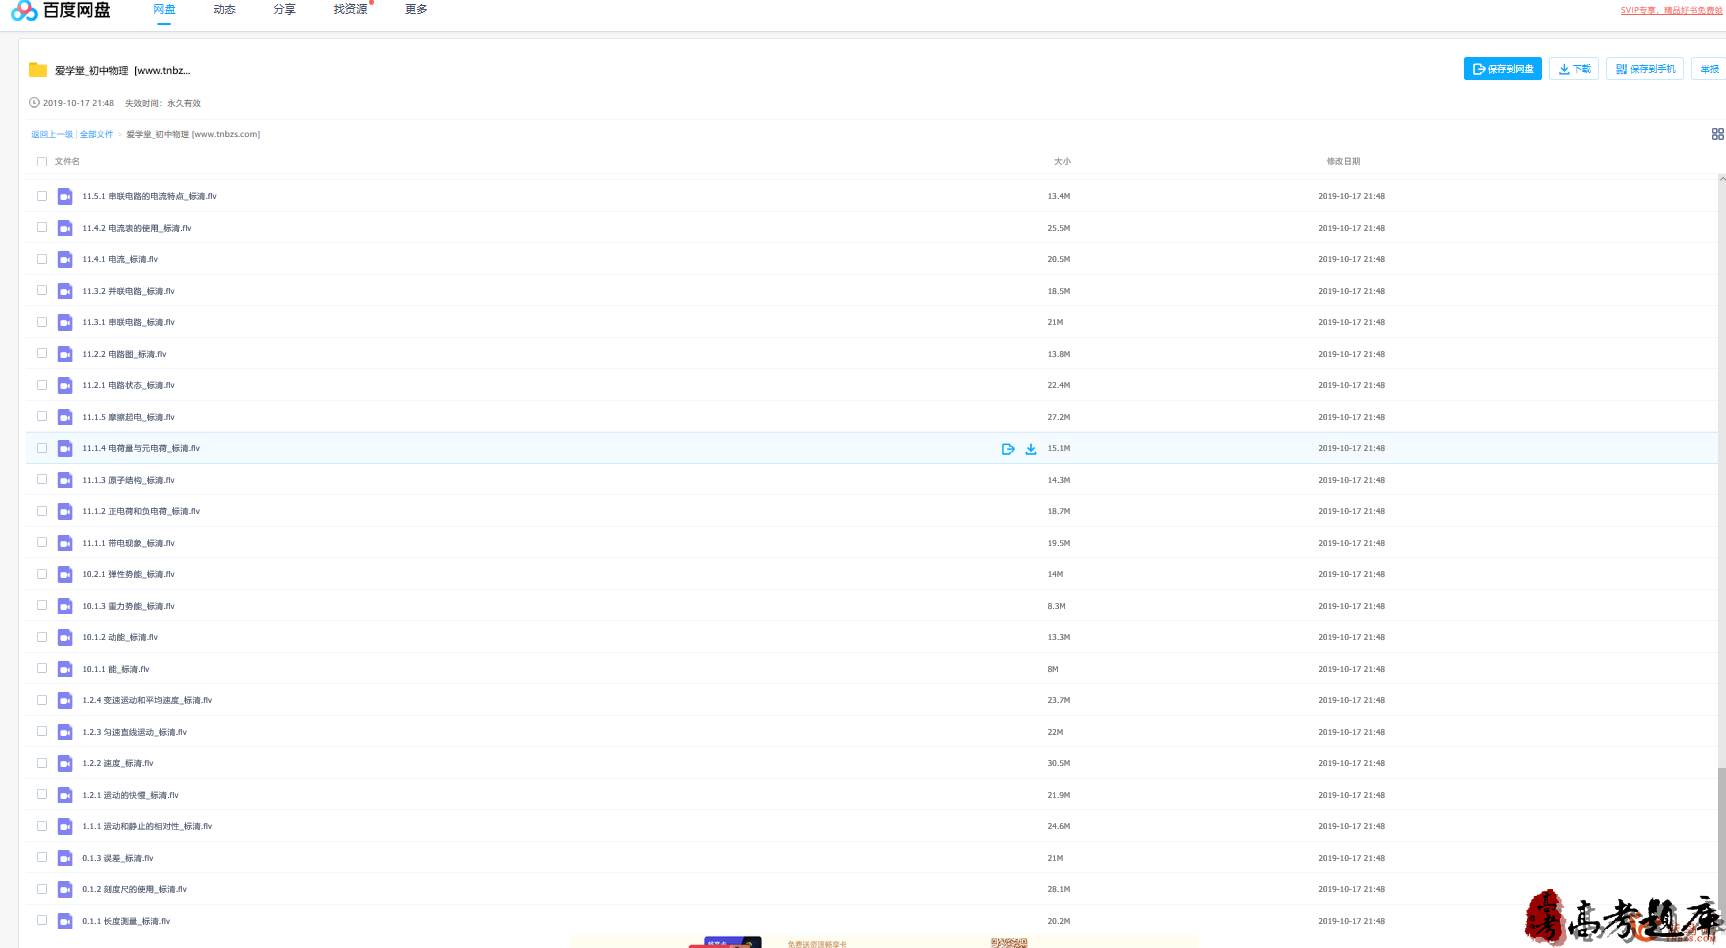 百度网盘 网盘 动态 分享 找资源 更多 SVIP专享，精品好书免费领
爱学堂_初中物理 [www.tnbz... 保存到网盘 下载 保存到手机 举报
2019-10-17 21:48 失效时间：永久有效
返回上一级 | 全部文件 > 爱学堂_初中物理 [www.tnbzs.com]
文件名 大小 修改日期
11.5.1 串联电路的电流特点_标清.flv 13.4M 2019-10-17 21:48
11.4.2 电流表的使用_标清.flv 25.5M 2019-10-17 21:48
11.4.1 电流_标清.flv 20.5M 2019-10-17 21:48
11.3.2 并联电路_标清.flv 18.5M 2019-10-17 21:48
11.3.1 串联电路_标清.flv 21M 2019-10-17 21:48
11.2.2 电路图_标清.flv 13.8M 2019-10-17 21:48
11.2.1 电路状态_标清.flv 22.4M 2019-10-17 21:48
11.1.5 摩擦起电_标清.flv 27.2M 2019-10-17 21:48
11.1.4 电荷量与元电荷_标清.flv 15.1M 2019-10-17 21:48
11.1.3 原子结构_标清.flv 14.3M 2019-10-17 21:48
11.1.2 正电荷和负电荷_标清.flv 18.7M 2019-10-17 21:48
11.1.1 带电现象_标清.flv 19.5M 2019-10-17 21:48
10.2.1 弹性势能_标清.flv 14M 2019-10-17 21:48
10.1.3 重力势能_标清.flv 8.3M 2019-10-17 21:48
10.1.2 动能_标清.flv 13.3M 2019-10-17 21:48
10.1.1 能_标清.flv 8M 2019-10-17 21:48
1.2.4 变速运动和平均速度_标清.flv 23.7M 2019-10-17 21:48
1.2.3 匀速直线运动_标清.flv 22M 2019-10-17 21:48
1.2.2 速度_标清.flv 30.5M 2019-10-17 21:48
1.2.1 运动的快慢_标清.flv 21.9M 2019-10-17 21:48
1.1.1 运动和静止的相对性_标清.flv 24.6M 2019-10-17 21:48
0.1.3 误差_标清.flv 21M 2019-10-17 21:48
0.1.2 刻度尺的使用_标清.flv 28.1M 2019-10-17 21:48
0.1.1 长度测量_标清.flv 20.2M 2019-10-17 21:48
高考 高考题库
免费送资源畅享卡